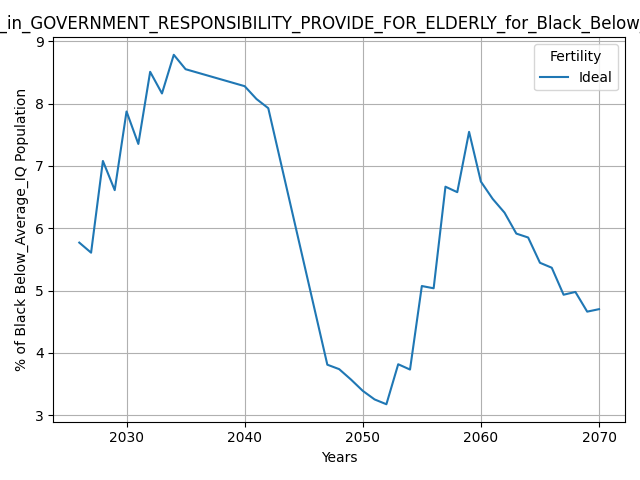 _in_GOVERNMENT_RESPONSIBILITY_PROVIDE_FOR_ELDERLY_for_Black_Below_
9
8
7
6
5
4
3
% of Black Below_Average_IQ Population
Fertility
Ideal
2030
2040
2050
2060
2070
Years